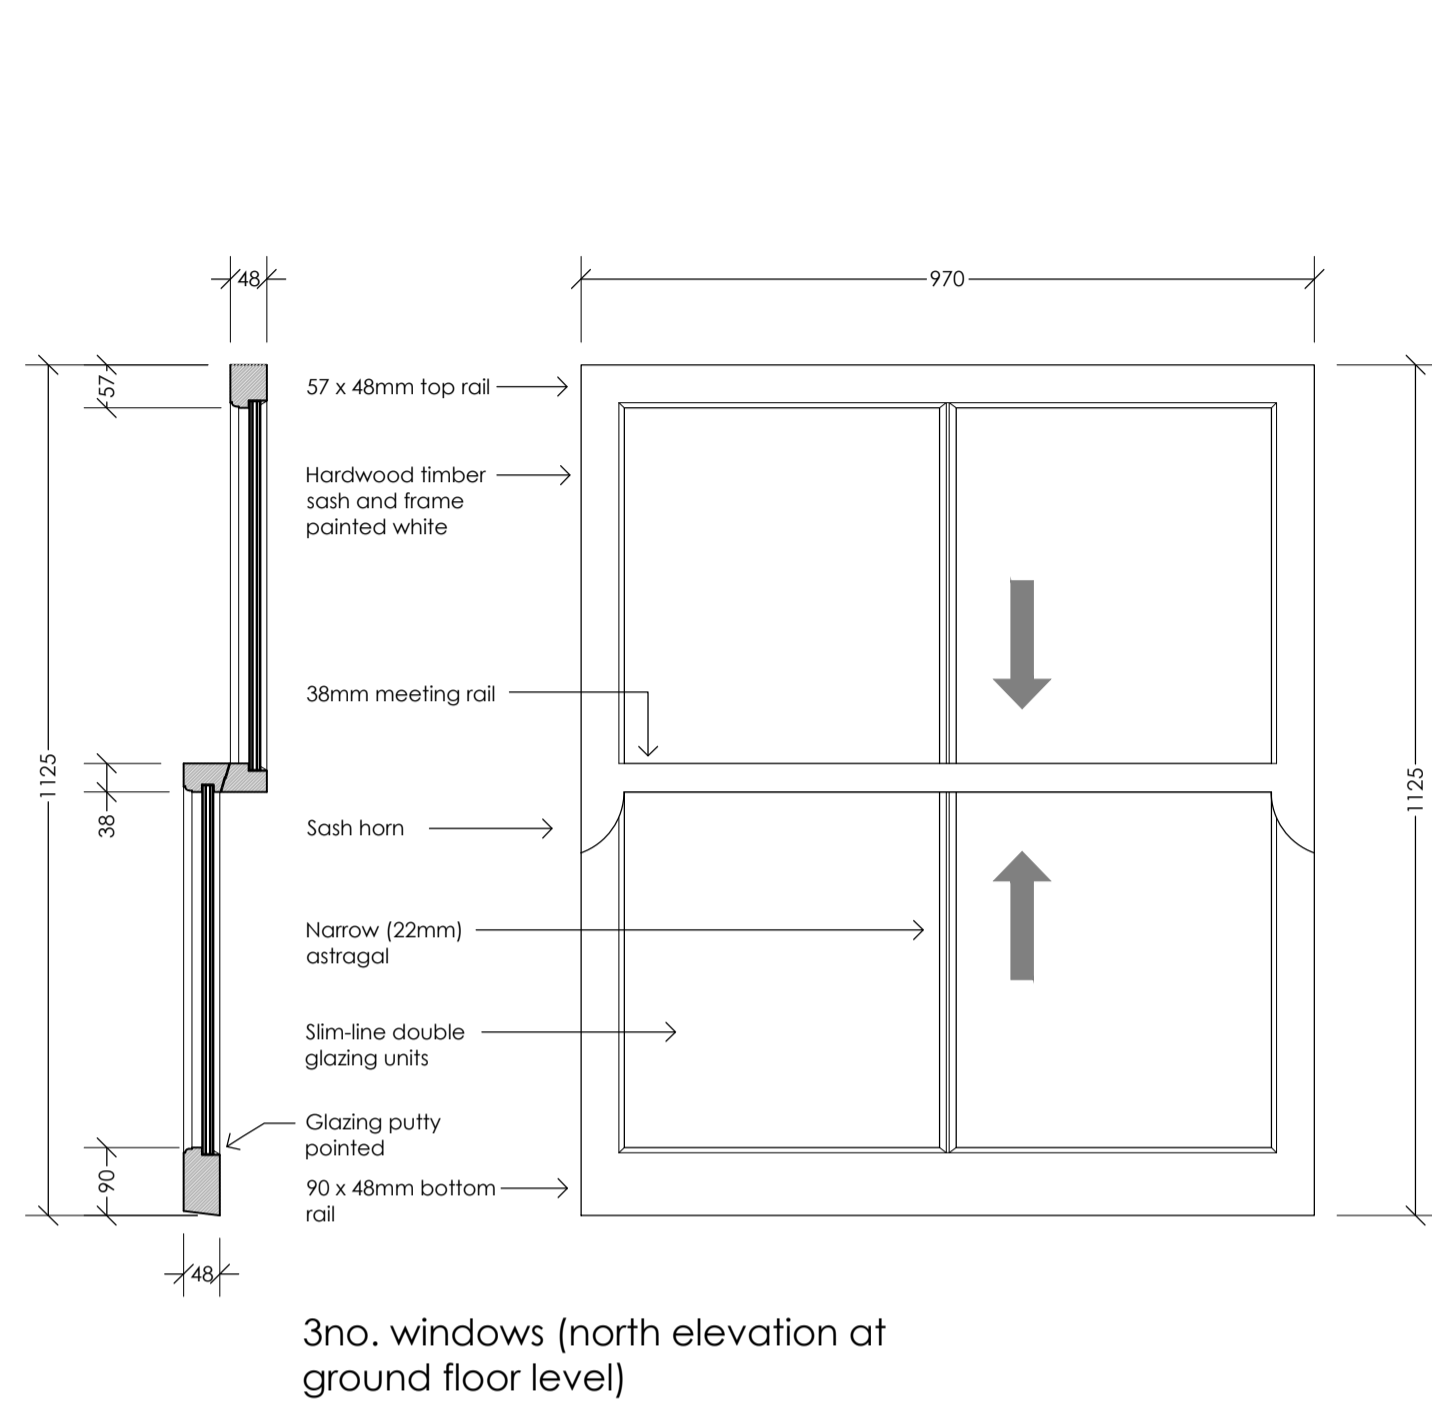 48
970
57
57 x 48mm top rail
Hardwood timber
sash and frame
painted white
38mm meeting rail
1125
1125
38
Sash horn
Narrow (22mm)
astragal
Slim-line double
glazing units
Glazing putty
pointed
90
90 x 48mm bottom
rail
48
3no. windows (north elevation at
ground floor level)